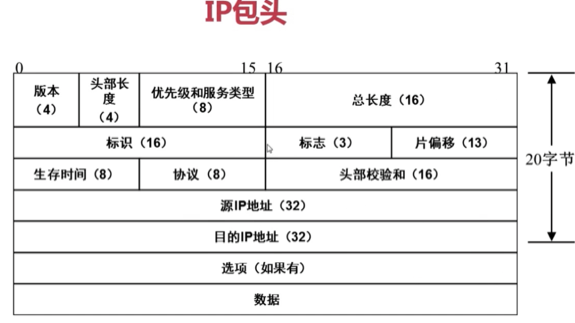 IP包头
0 15 16 31
版本 头部长 优先级和服务类型 总长度（16）
（4） 度 （8）
（4）
标识（16） 标志（3） 片偏移（13）
20字节
生存时间（8） 协议（8） 头部校验和（16）
源IP地址（32）
目的IP地址（32）
选项（如果有）
数据